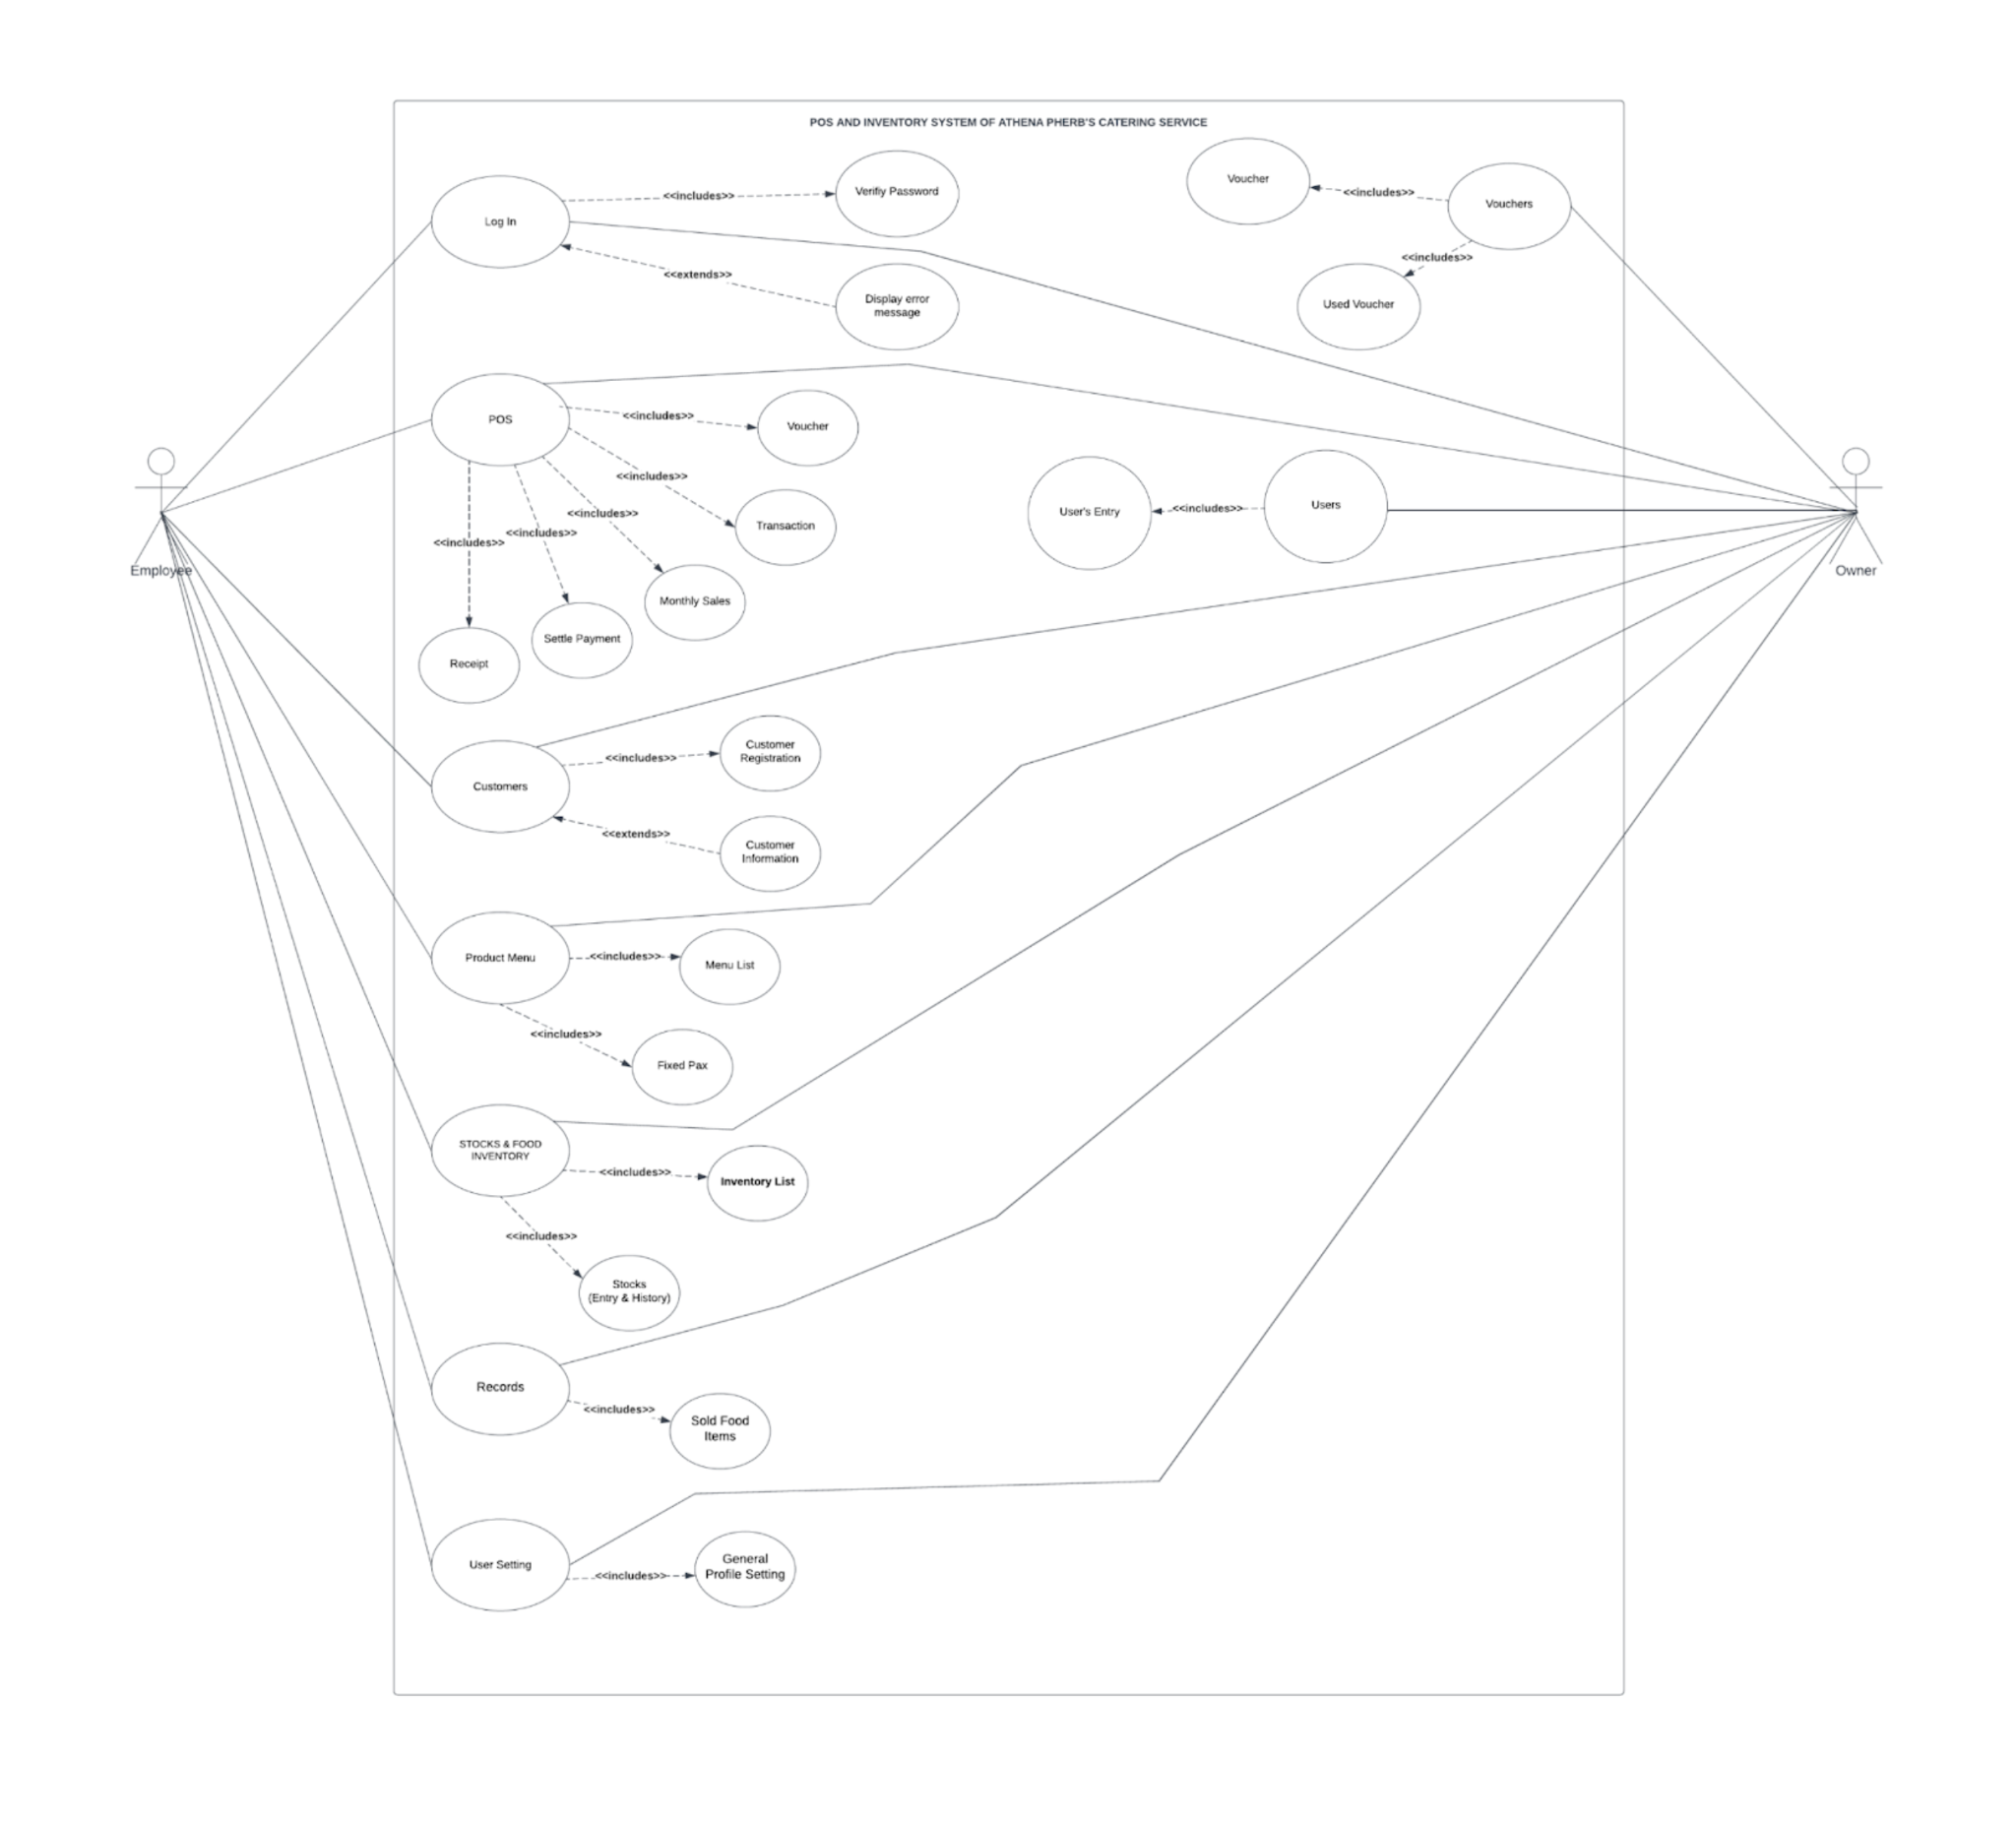 POS AND INVENTORY SYSTEM OF ATHENA PHERB'S CATERING SERVICE
Log In
<<includes>>
Verifiy Password
<<extends>>
Display error
message
Voucher
<<includes>>
Vouchers
<<includes>>
Used Voucher
POS
<<includes>>
Voucher
<<includes>>
Transaction
<<includes>>
Monthly Sales
<<includes>>
Settle Payment
<<includes>>
Receipt
User's Entry
<<includes>>
Users
Employee
Owner
Customers
<<includes>>
Customer
Registration
<<extends>>
Customer
Information
Product Menu
<<includes>>
Menu List
<<includes>>
Fixed Pax
STOCKS & FOOD
INVENTORY
<<includes>>
Inventory List
<<includes>>
Stocks
(Entry & History)
Records
<<includes>>
Sold Food
Items
User Setting
<<includes>>
General
Profile Setting